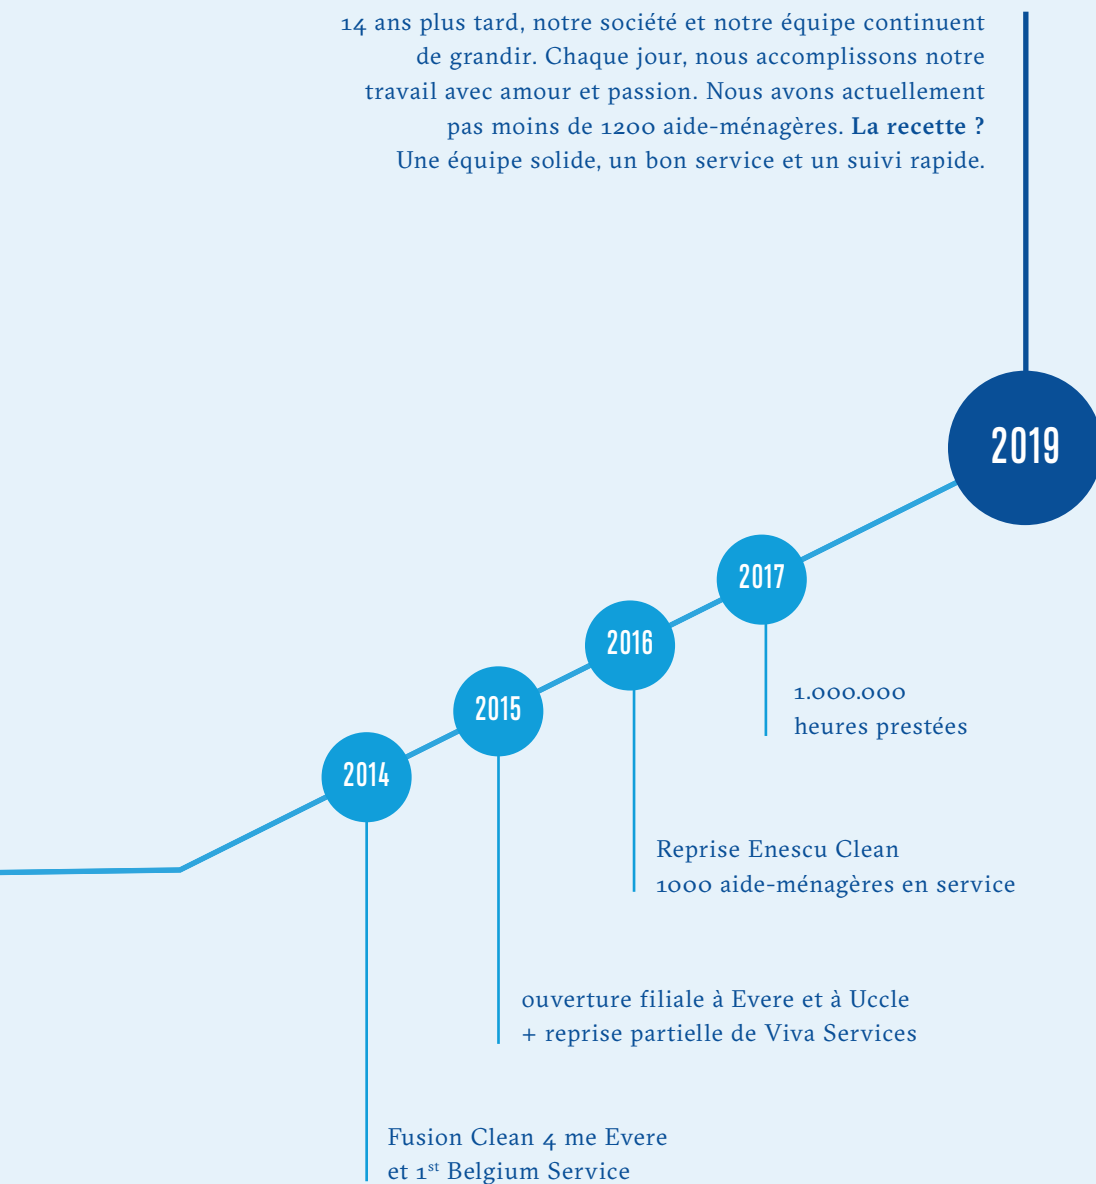 14 ans plus tard, notre société et notre équipe continuent
de grandir. Chaque jour, nous accomplissons notre
travail avec amour et passion. Nous avons actuellement
pas moins de 1200 aide-ménagères. La recette ?
Une équipe solide, un bon service et un suivi rapide.
2019
2017
1.000.000
heures prestées
2016
Reprise Enescu Clean
1000 aide-ménagères en service
2015
ouverture filiale à Evere et à Uccle
+ reprise partielle de Viva Services
2014
Fusion Clean 4 me Evere
et 1st Belgium Service